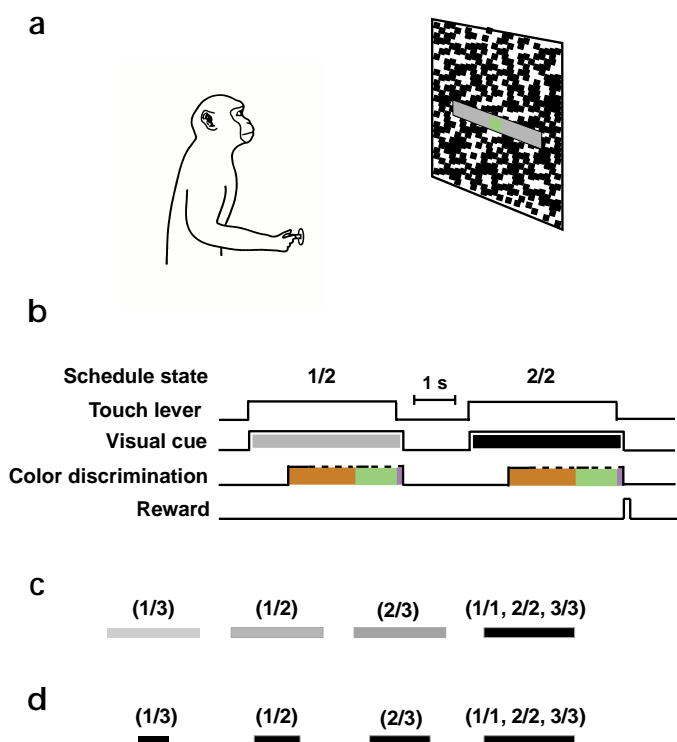 a
b
Schedule state 1/2 1 s 2/2
Touch lever
Visual cue
Color discrimination
Reward
c
(1/3) (1/2) (2/3) (1/1, 2/2, 3/3)
d
(1/3) (1/2) (2/3) (1/1, 2/2, 3/3)